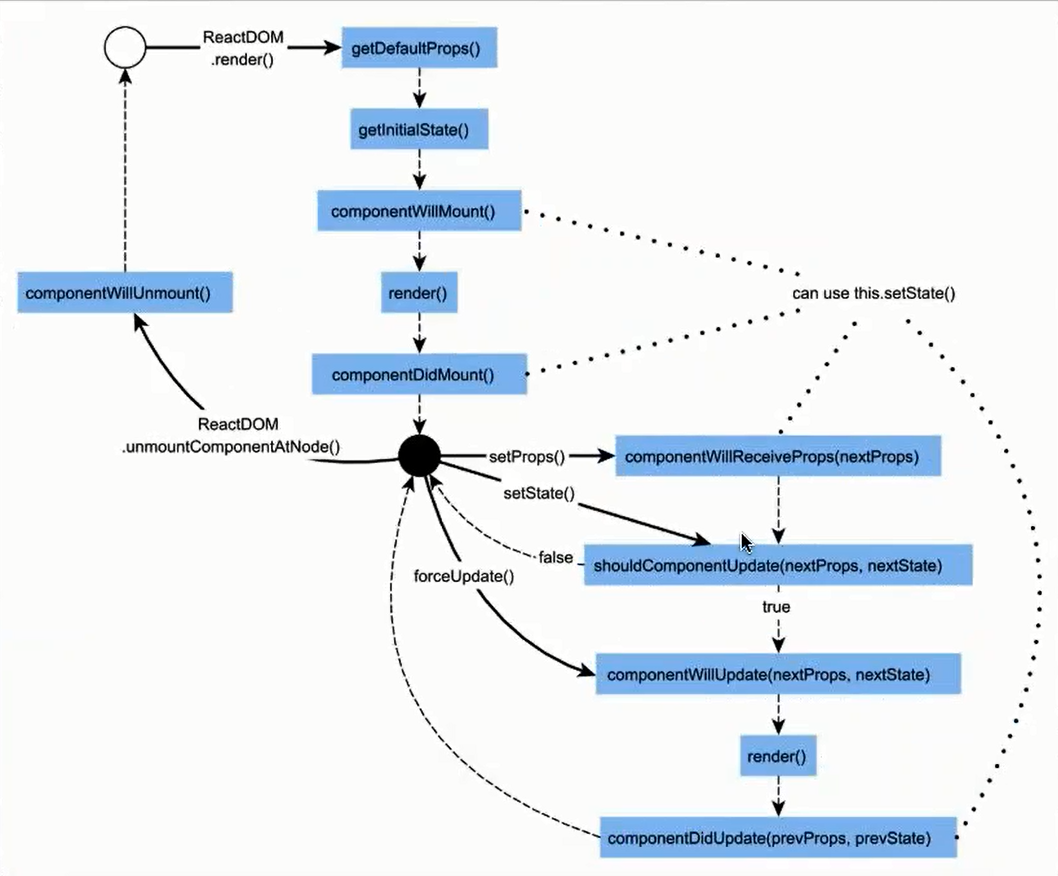 ReactDOM
.render()
getDefaultProps()
getInitialState()
componentWillMount()
componentWillUnmount()
render()
can use this.setState()
componentDidMount()
ReactDOM
.unmountComponentAtNode()
setProps()
componentWillReceiveProps(nextProps)
setState()
false
shouldComponentUpdate(nextProps, nextState)
forceUpdate()
true
componentWillUpdate(nextProps, nextState)
render()
componentDidUpdate(prevProps, prevState)